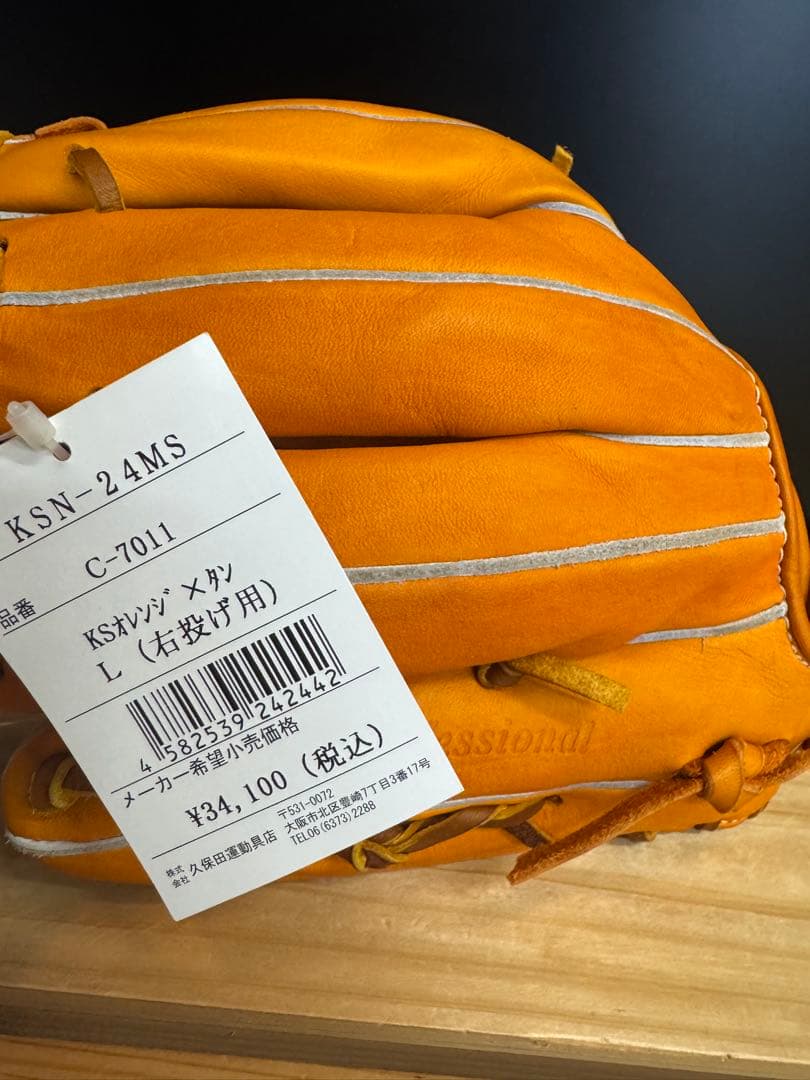 KSN-24MS
品番 C-7011
KSｵﾚﾝｼﾞ×ﾀﾝ
L (右投げ用)
4 582539 242442
メーカー希望小売価格
¥34,100 (税込)
〒531-0072
株式会社 久保田運動具店 大阪市北区豊崎7丁目3番17号
TEL06(6373)2288
fessional